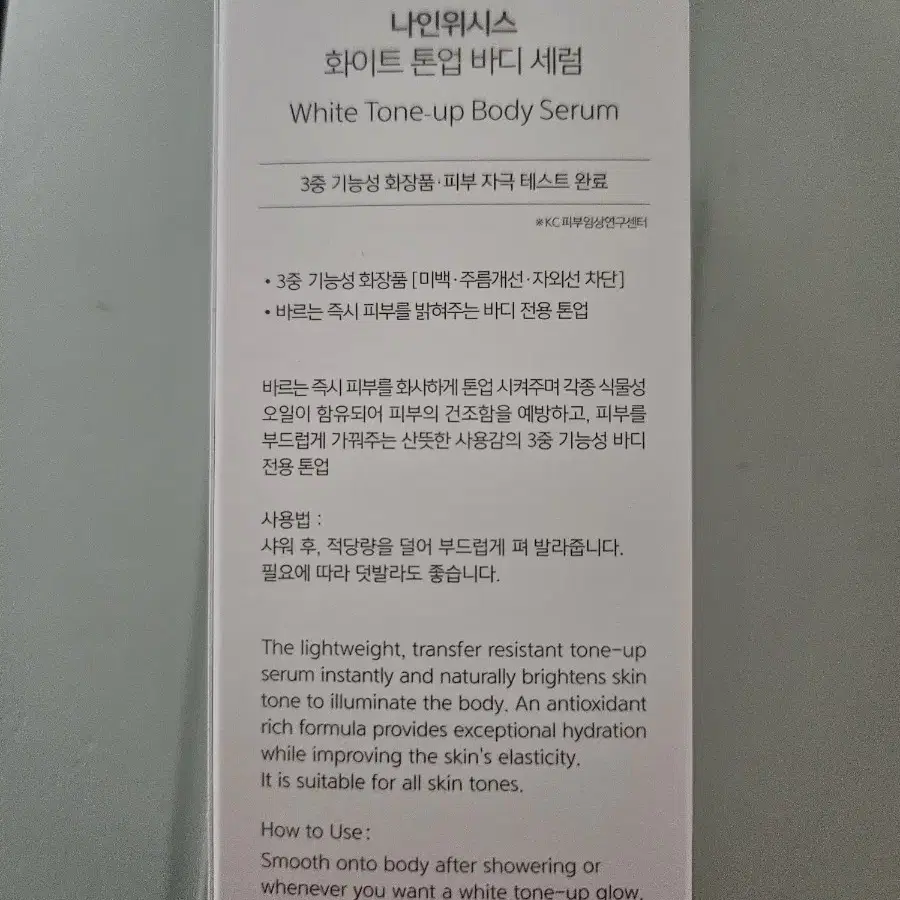 나인위시스
화이트 톤업 바디 세럼
White Tone-up Body Serum
3중 기능성 화장품·피부 자극 테스트 완료
※KC피부임상연구센터
• 3중 기능성 화장품 [미백·주름개선·자외선 차단]
• 바르는 즉시 피부를 밝혀주는 바디 전용 톤업
바르는 즉시 피부를 화사하게 톤업 시켜주며 각종 식물성
오일이 함유되어 피부의 건조함을 예방하고, 피부를
부드럽게 가꿔주는 산뜻한 사용감의 3중 기능성 바디
전용 톤업
사용법 :
샤워 후, 적당량을 덜어 부드럽게 펴 발라줍니다.
필요에 따라 덧발라도 좋습니다.
The lightweight, transfer resistant tone-up
serum instantly and naturally brightens skin
tone to illuminate the body. An antioxidant
rich formula provides exceptional hydration
while improving the skin's elasticity.
It is suitable for all skin tones.
How to Use:
Smooth onto body after showering or
whenever you want a white tone-up glow.